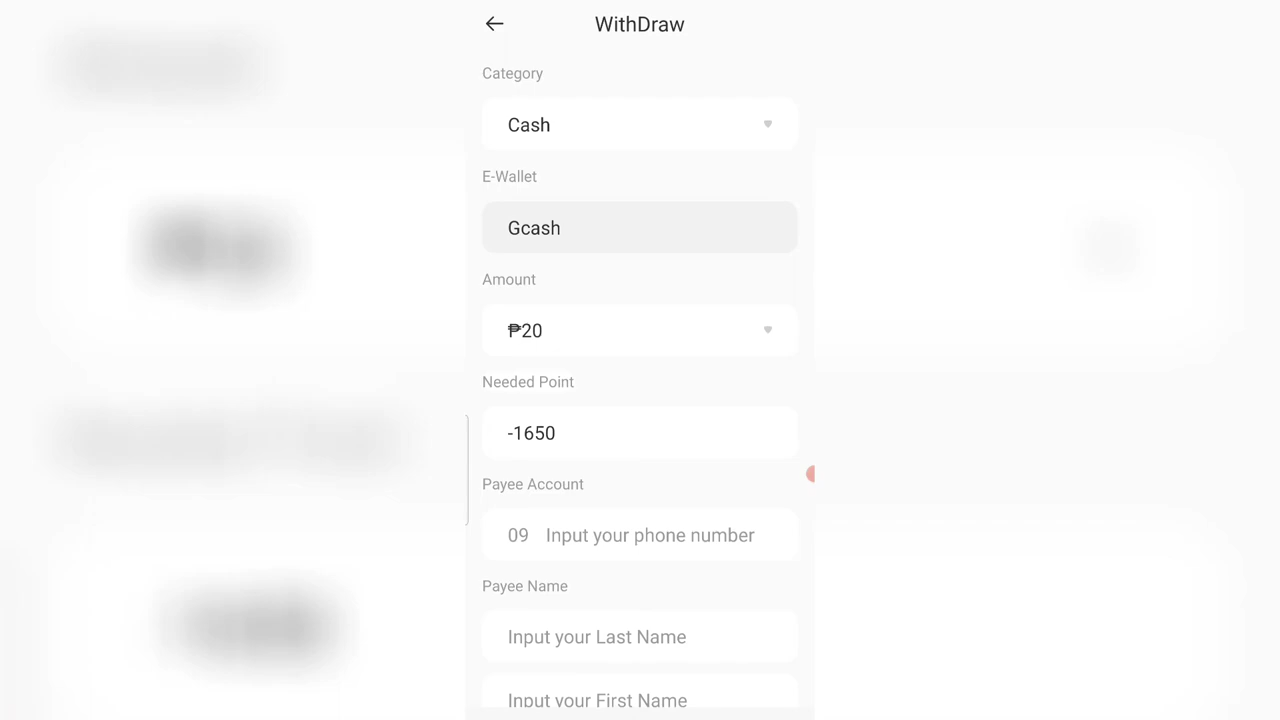 WithDraw
Category
Cash
E-Wallet
Gcash
Amount
₱20
Needed Point
-1650
Payee Account
09 Input your phone number
Payee Name
Input your Last Name
Input your First Name